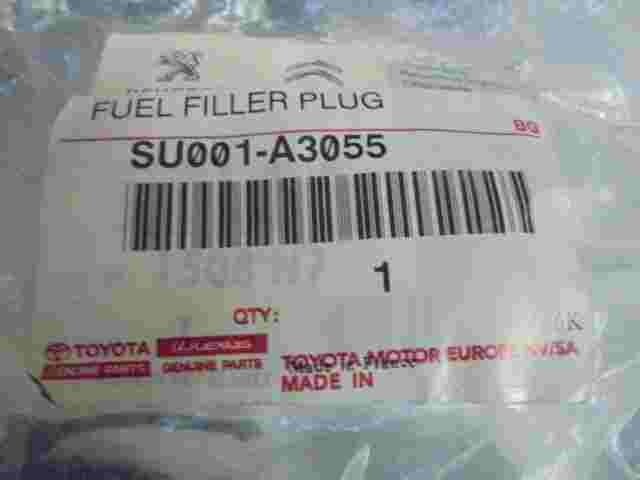 FUEL FILLER PLUG
BG
SU001-A3055
1
QTY:
K
TOYOTA LEXUS TOYOTA MOTOR EUROPE NV/SA
GENUINE PARTS GENUINE PARTS MADE IN